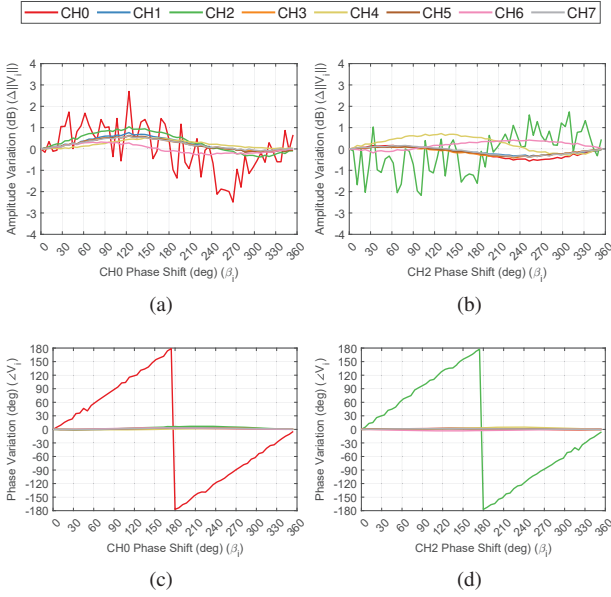 CH0 CH1 CH2 CH3 CH4 CH5 CH6 CH7
4 3 2 1 0 -1 -2 -3 -4
Amplitude Variation (dB) (Δ||V_i||)
0 30 60 90 120 150 180 210 240 270 300 330 360
CH0 Phase Shift (deg) (β_i)
(a)
4 3 2 1 0 -1 -2 -3 -4
Amplitude Variation (dB) (Δ||V_i||)
0 30 60 90 120 150 180 210 240 270 300 330 360
CH2 Phase Shift (deg) (β_i)
(b)
180 150 120 90 60 30 0 -30 -60 -90 -120 -150 -180
Phase Variation (deg) (∠V_i)
0 30 60 90 120 150 180 210 240 270 300 330 360
CH0 Phase Shift (deg) (β_i)
(c)
180 150 120 90 60 30 0 -30 -60 -90 -120 -150 -180
Phase Variation (deg) (∠V_i)
0 30 60 90 120 150 180 210 240 270 300 330 360
CH2 Phase Shift (deg) (β_i)
(d)